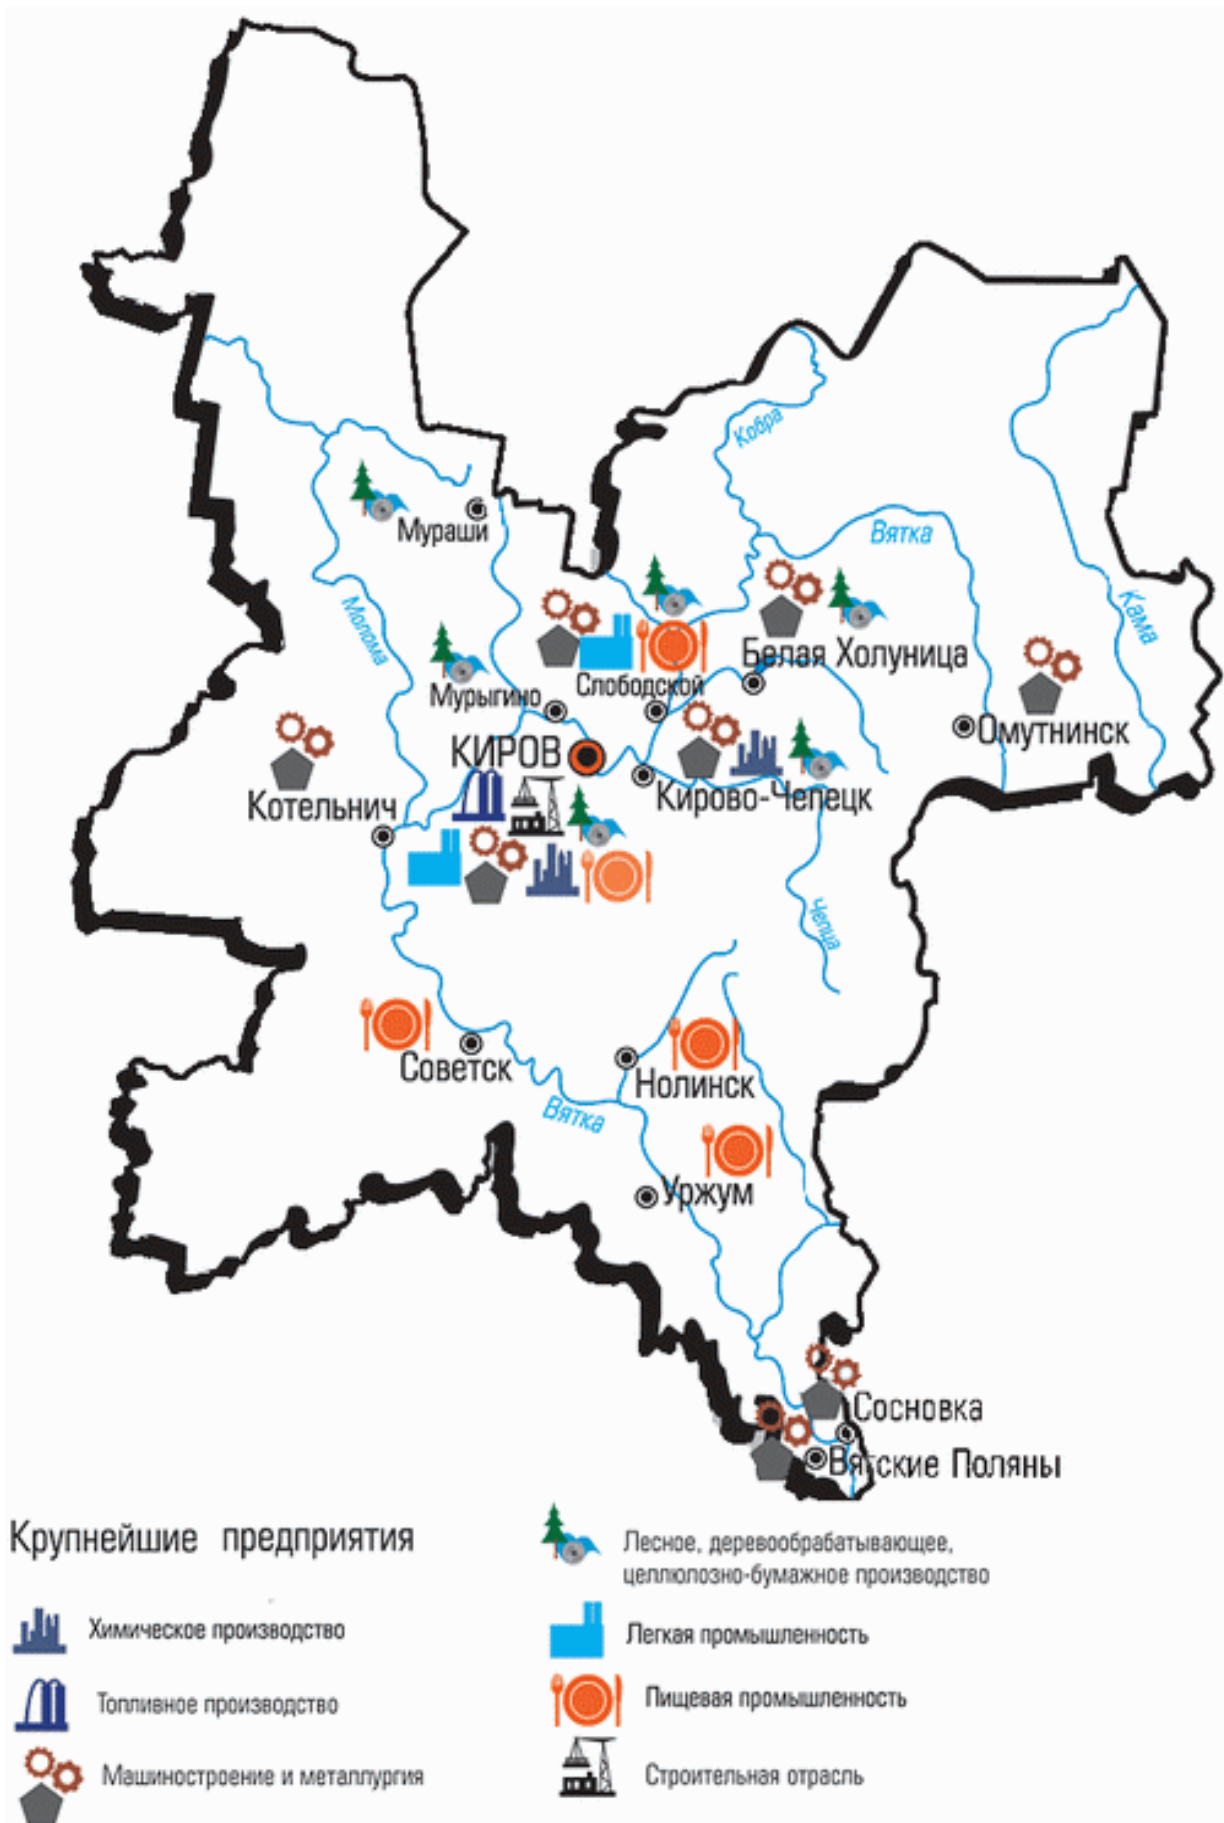 Кобра
Вятка
Мураши
Молома
Кама
Белая Холуница
Слободской
Мурыгино
Омутнинск
КИРОВ
Кирово-Чепецк
Котельнич
Чепца
Советск
Нолинск
Вятка
Уржум
Сосновка
Вятские Поляны
Крупнейшие предприятия
Химическое производство
Топливное производство
Машиностроение и металлургия
Лесное, деревообрабатывающее,
целлюлозно-бумажное производство
Легкая промышленность
Пищевая промышленность
Строительная отрасль